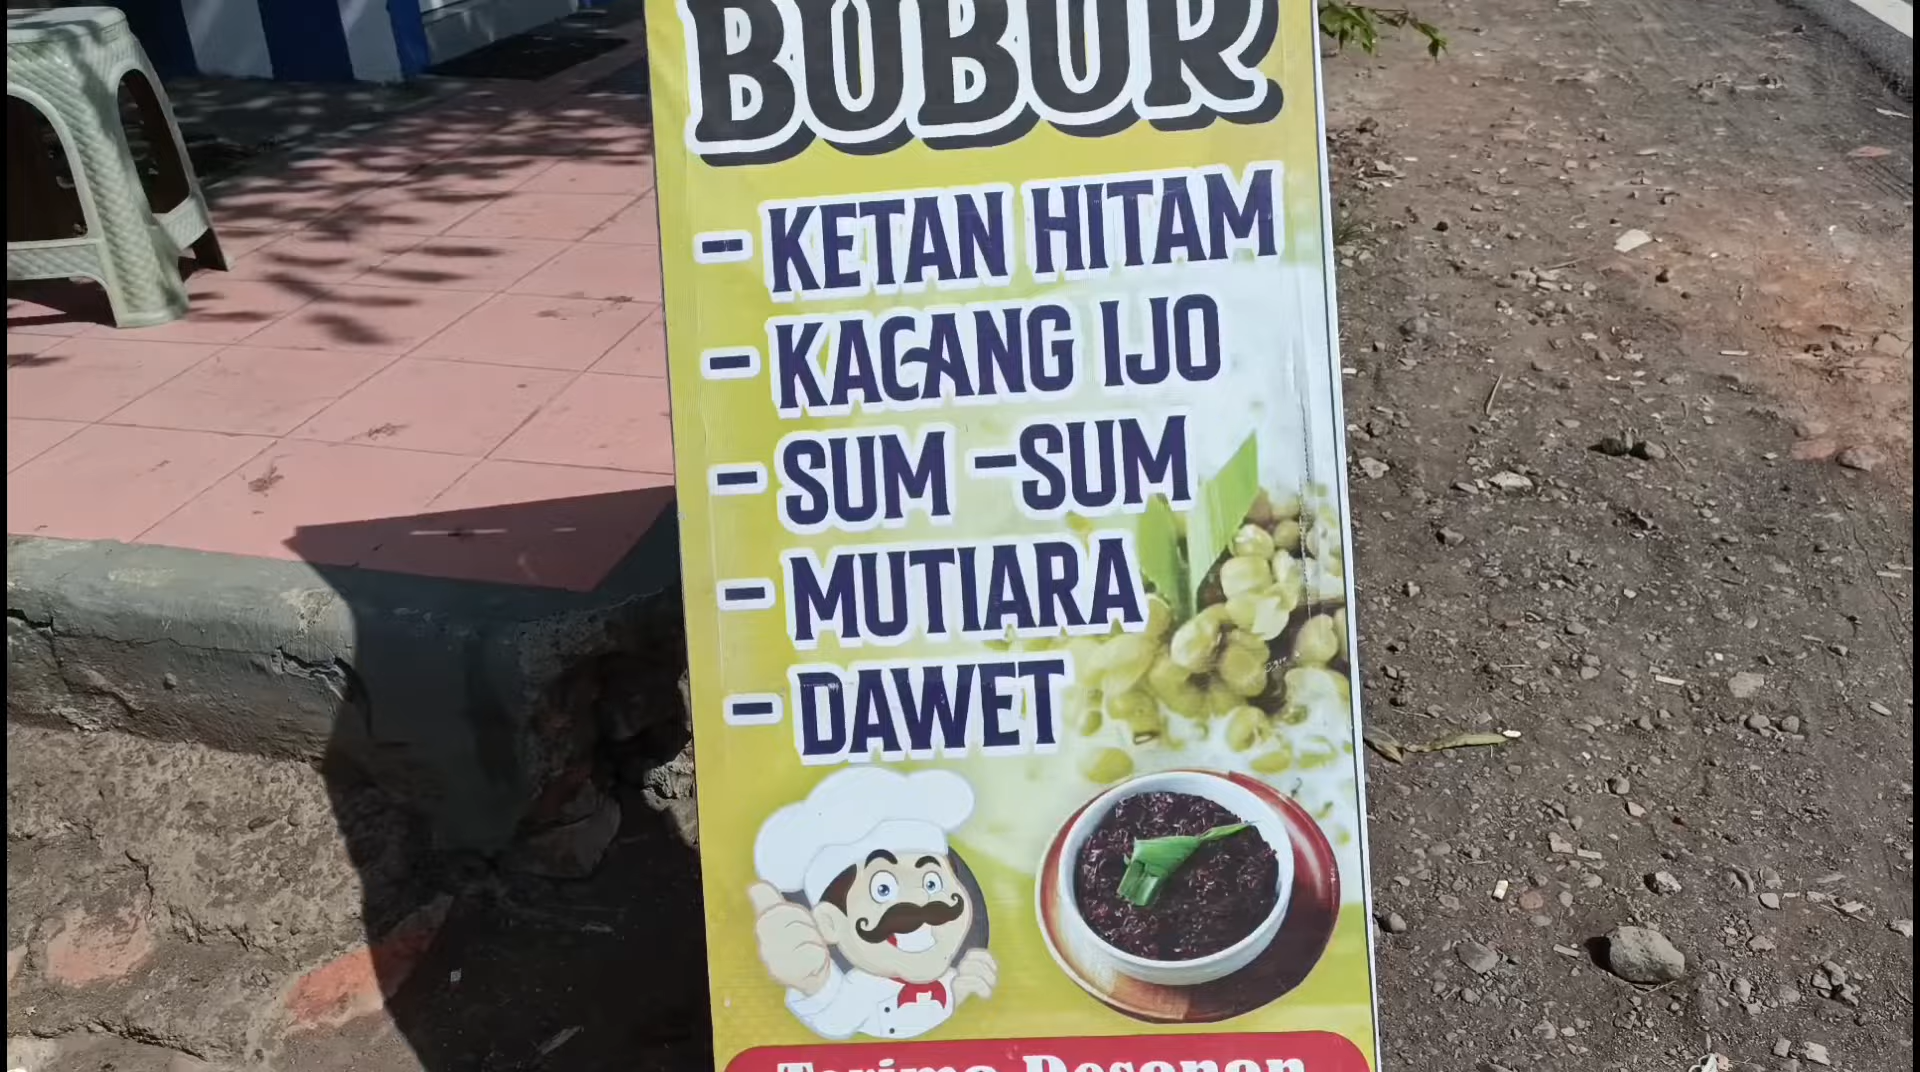 BUBUR
- KETAN HITAM
- KACANG IJO
- SUM -SUM
- MUTIARA
- DAWET
Terima Pesanan